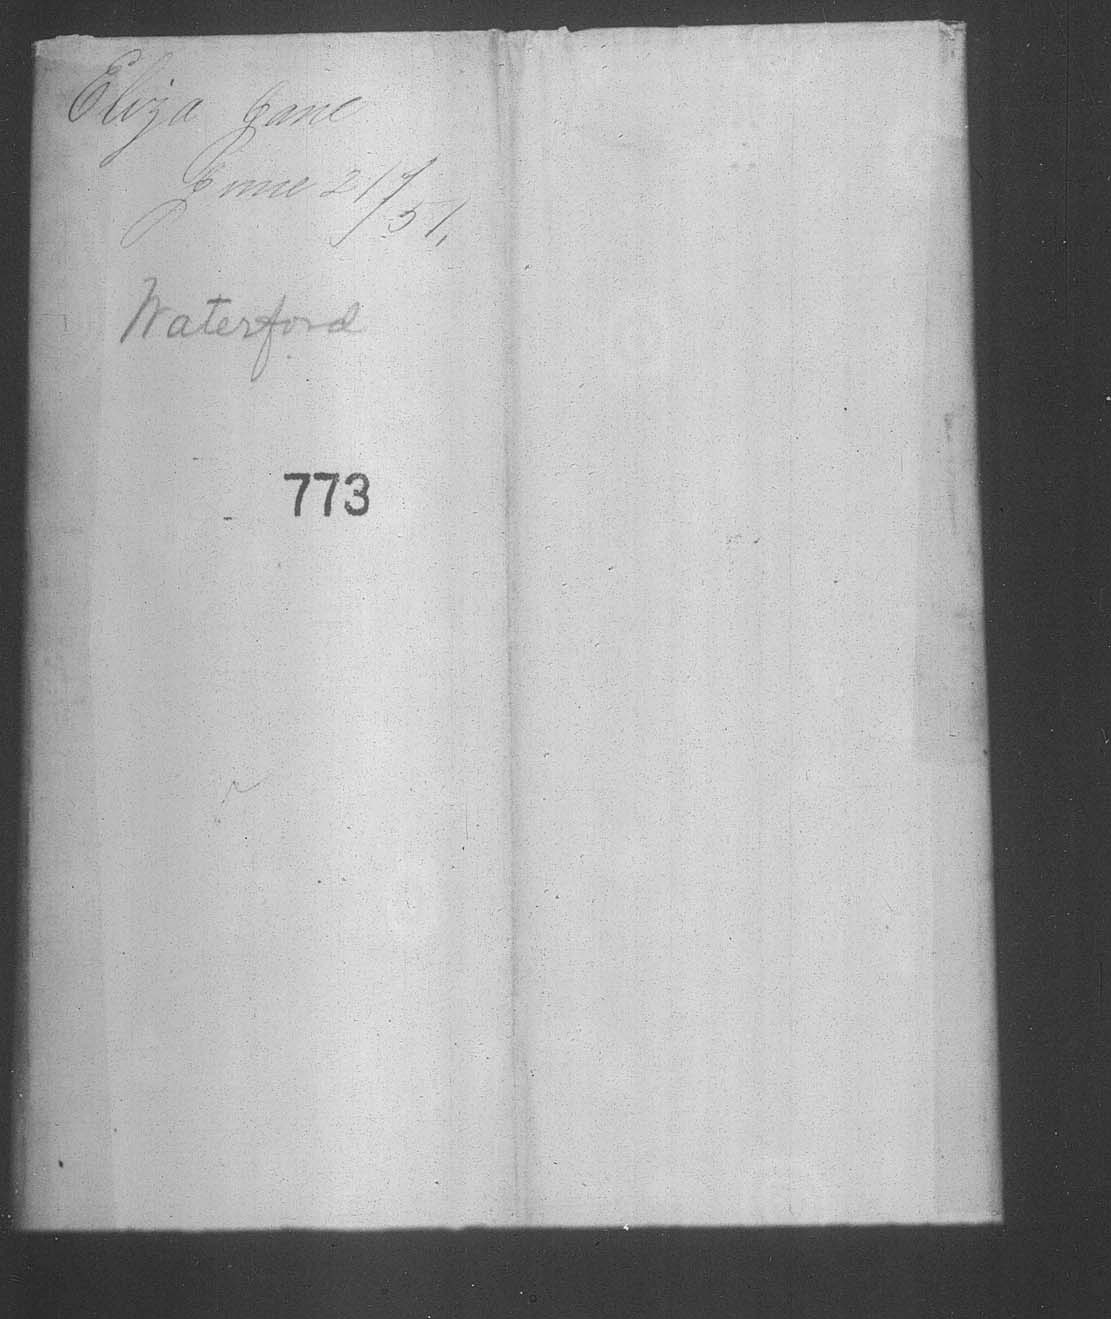 Eliza Jane
June 21/51,
Waterford
773